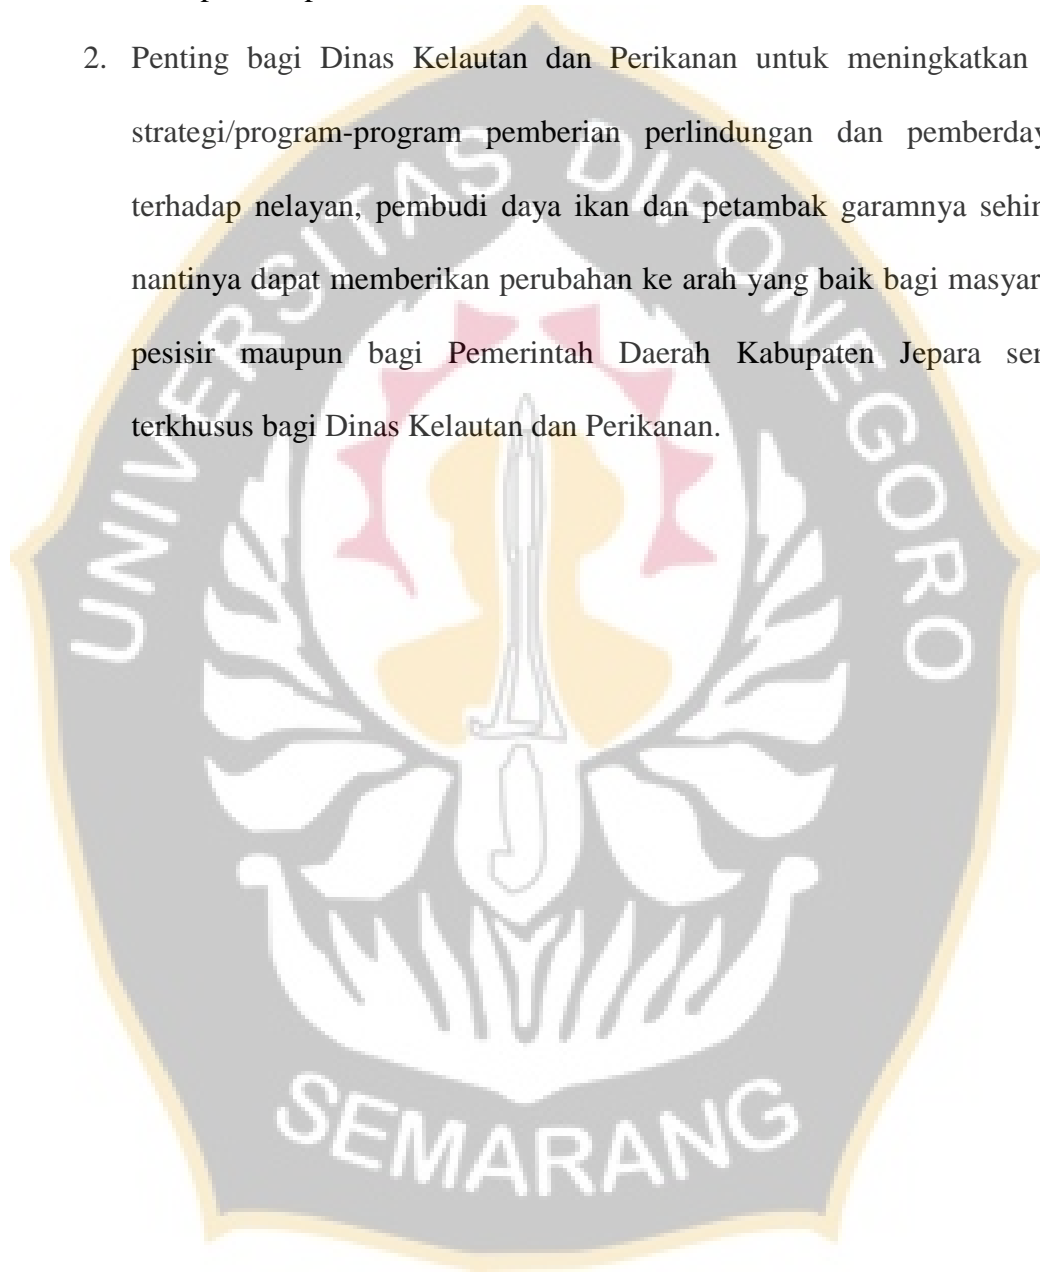 2. Penting bagi Dinas Kelautan dan Perikanan untuk meningkatkan
strategi/program-program pemberian perlindungan dan pemberday
terhadap nelayan, pembudi daya ikan dan petambak garamnya sehin
nantinya dapat memberikan perubahan ke arah yang baik bagi masyar
pesisir maupun bagi Pemerintah Daerah Kabupaten Jepara ser
terkhusus bagi Dinas Kelautan dan Perikanan.
UNIVERSITAS DIPONEGORO
SEMARANG